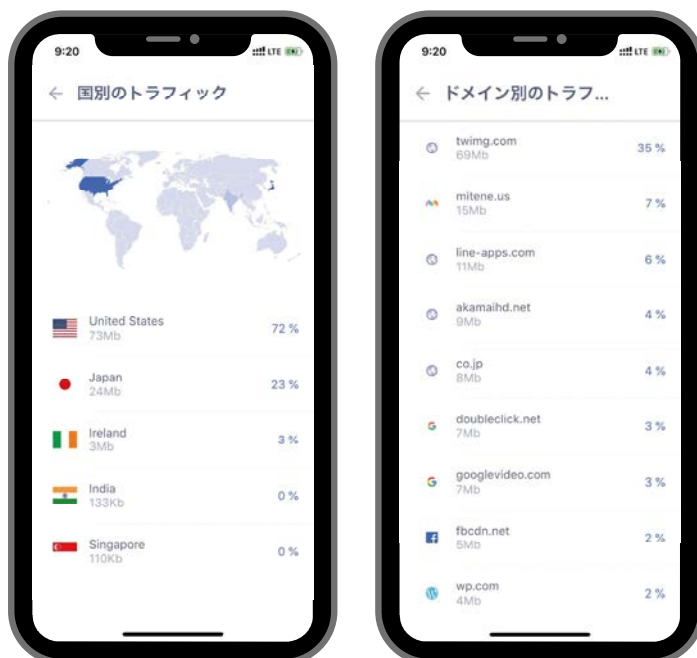 9:20
LTE
← 国別のトラフィック
United States
73Mb
72 %
Japan
24Mb
23 %
Ireland
3Mb
3 %
India
133Kb
0 %
Singapore
110Kb
0 %
9:20
LTE
← ドメイン別のトラフ...
twimg.com
69Mb
35 %
mitene.us
15Mb
7 %
line-apps.com
11Mb
6 %
akamaihd.net
9Mb
4 %
co.jp
8Mb
4 %
doubleclick.net
7Mb
3 %
googlevideo.com
7Mb
3 %
fbcdn.net
5Mb
2 %
wp.com
4Mb
2 %